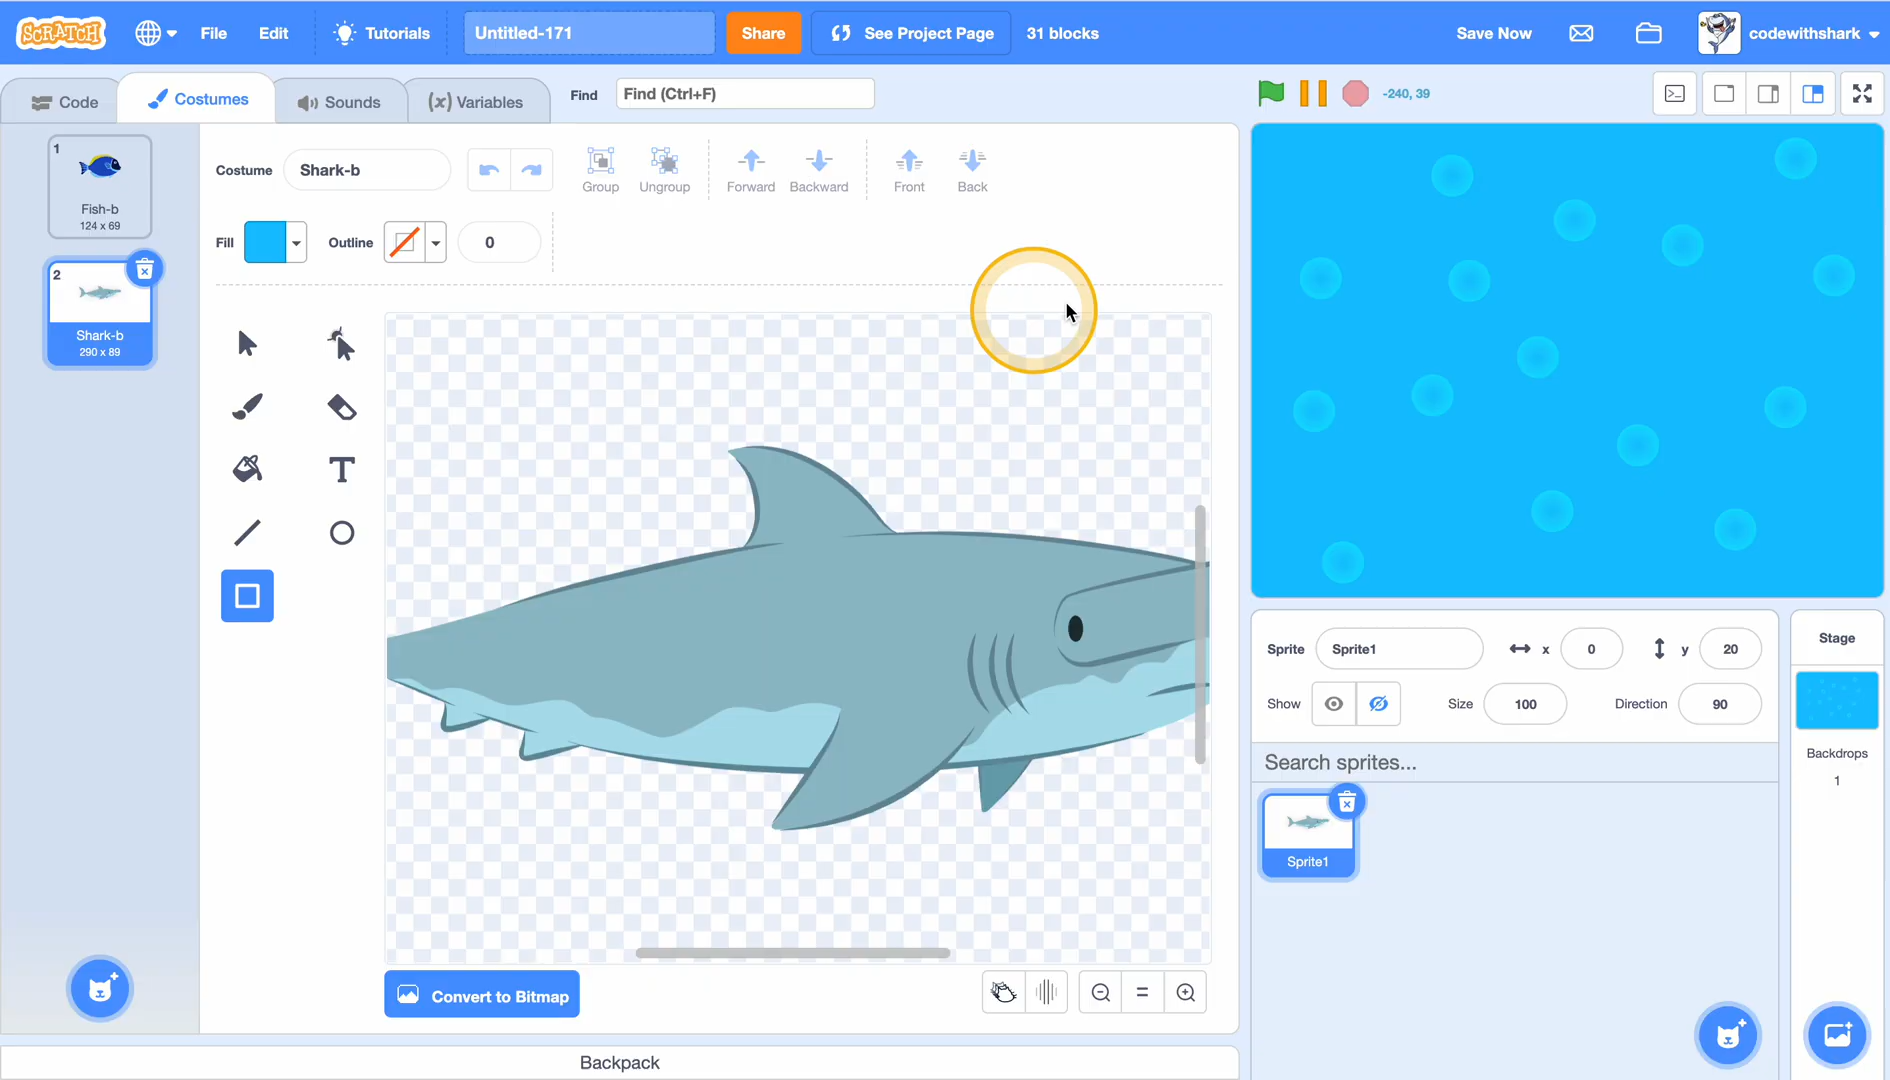 SCRATCH
File
Edit
Tutorials
Untitled-171
Share
See Project Page
31 blocks
Save Now
codewithshark
Code
Costumes
Sounds
(x) Variables
Find
Find (Ctrl+F)
-240, 39
1
Fish-b
124 x 69
2
Shark-b
290 x 89
Costume
Shark-b
Group
Ungroup
Forward
Backward
Front
Back
Fill
Outline
0
T
Convert to Bitmap
Backpack
Sprite
Sprite1
x
0
y
20
Show
Size
100
Direction
90
Search sprites...
Sprite1
Stage
Backdrops
1